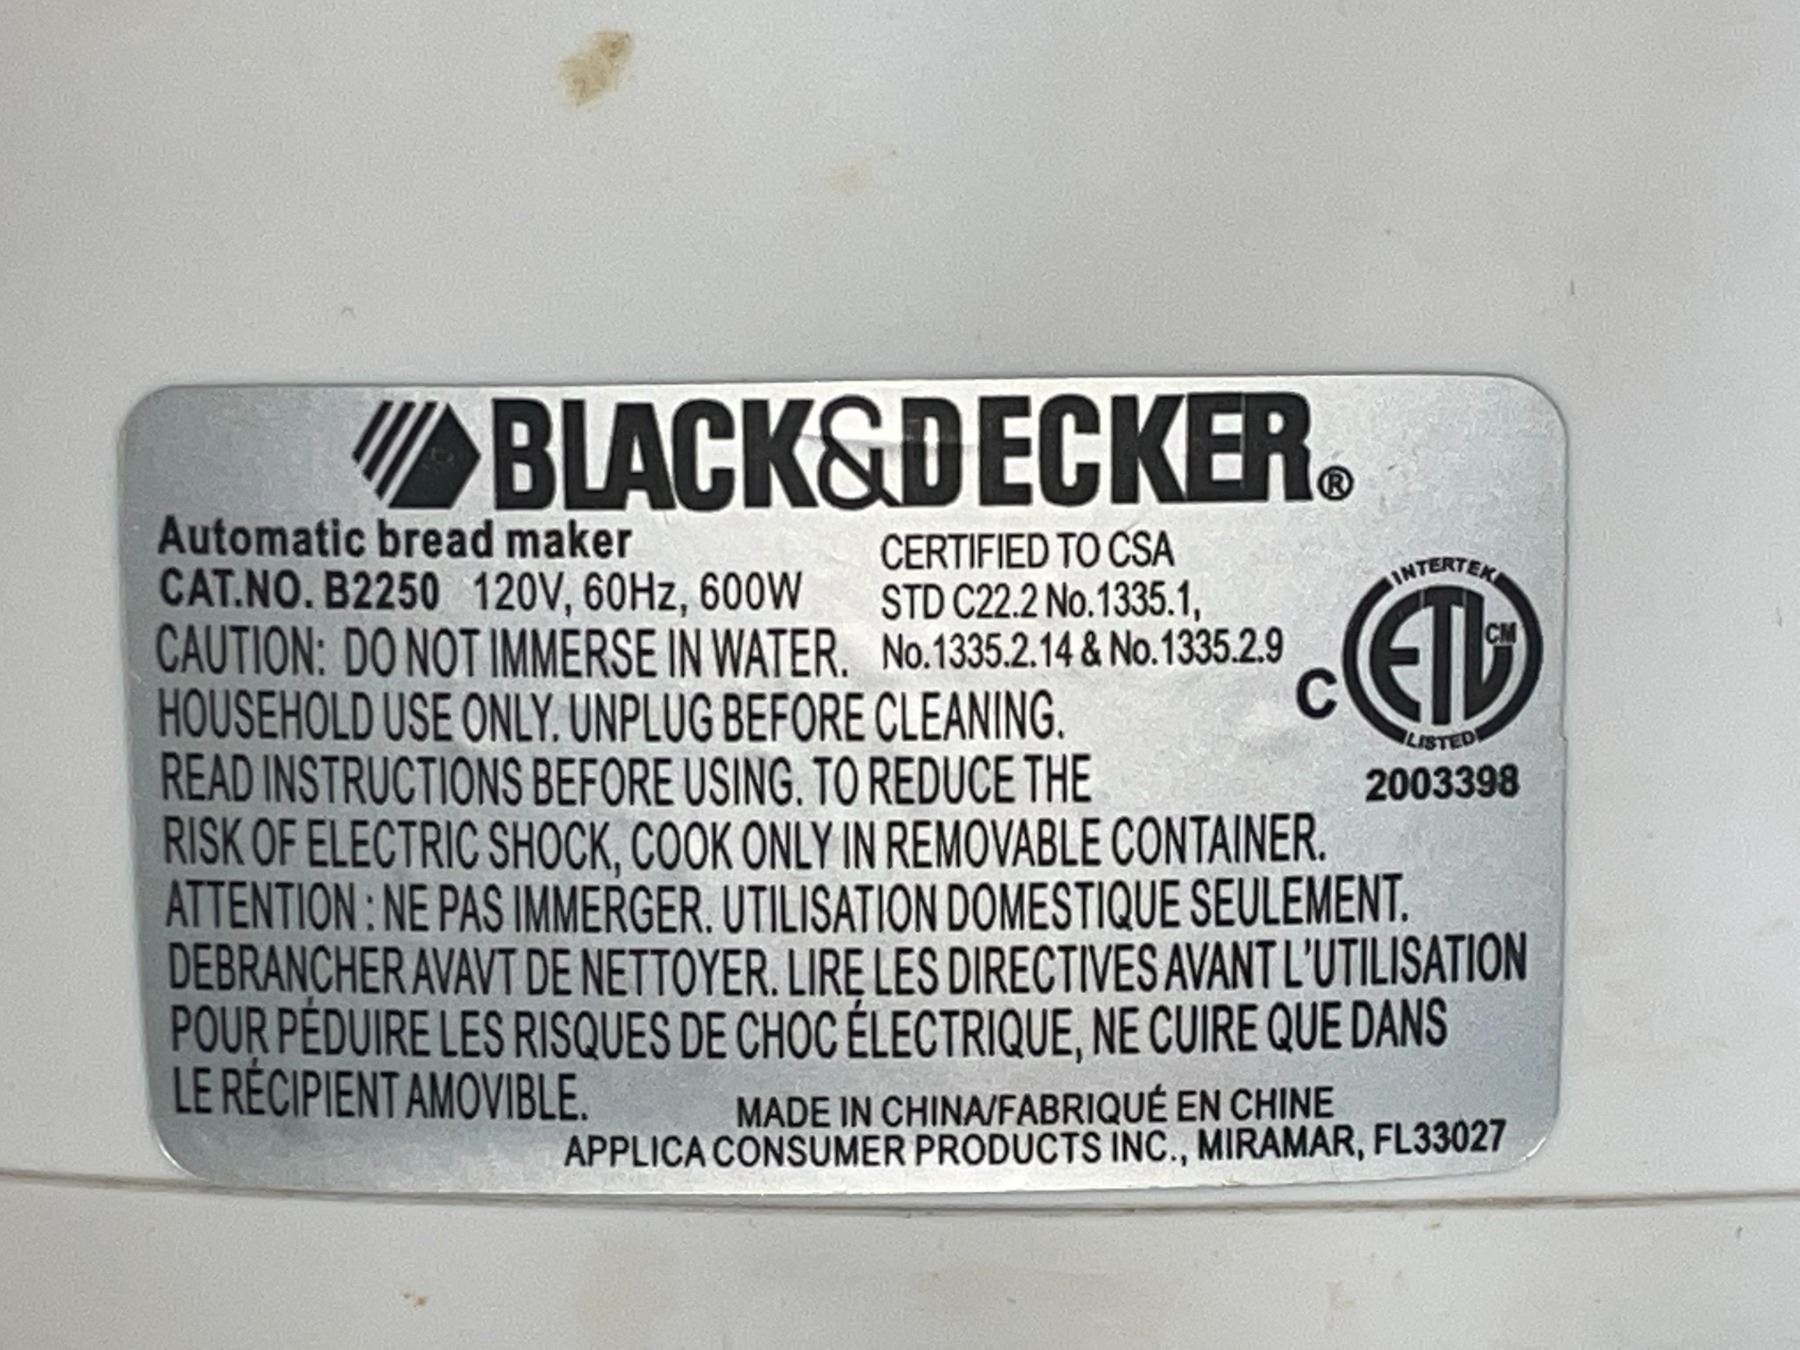 BLACK&DECKER®
Automatic bread maker
CAT.NO. B2250 120V, 60Hz, 600W
CERTIFIED TO CSA
STD C22.2 No.1335.1,
No.1335.2.14 & No.1335.2.9
CAUTION: DO NOT IMMERSE IN WATER.
HOUSEHOLD USE ONLY. UNPLUG BEFORE CLEANING.
READ INSTRUCTIONS BEFORE USING. TO REDUCE THE
RISK OF ELECTRIC SHOCK, COOK ONLY IN REMOVABLE CONTAINER.
INTERTEK
ETL CM
C
LISTED
2003398
ATTENTION : NE PAS IMMERGER. UTILISATION DOMESTIQUE SEULEMENT.
DEBRANCHER AVAVT DE NETTOYER. LIRE LES DIRECTIVES AVANT L'UTILISATION
POUR PÉDUIRE LES RISQUES DE CHOC ÉLECTRIQUE, NE CUIRE QUE DANS
LE RÉCIPIENT AMOVIBLE.
MADE IN CHINA/FABRIQUÉ EN CHINE
APPLICA CONSUMER PRODUCTS INC., MIRAMAR, FL33027